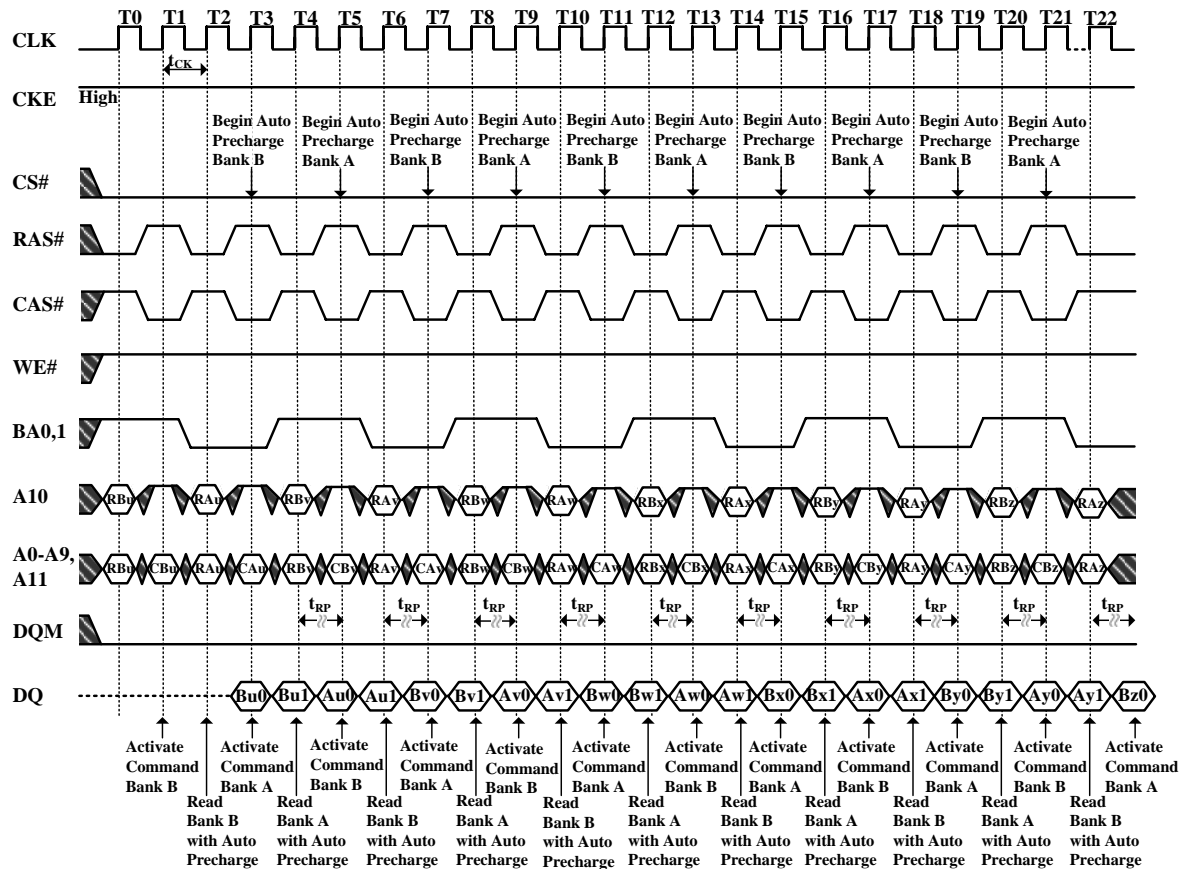 T0 T1 T2 T3 T4 T5 T6 T7 T8 T9 T10 T11 T12 T13 T14 T15 T16 T17 T18 T19 T20 T21 T22
CLK
tCK
CKE
High
Begin Auto Precharge Bank B
Begin Auto Precharge Bank A
Begin Auto Precharge Bank B
Begin Auto Precharge Bank A
Begin Auto Precharge Bank B
Begin Auto Precharge Bank A
Begin Auto Precharge Bank B
Begin Auto Precharge Bank A
Begin Auto Precharge Bank B
Begin Auto Precharge Bank A
CS#
RAS#
CAS#
WE#
BA0,1
A10
RBu RAu RBv RAv RBw RAw RBx RAx RBy RAy RBz RAz
A0-A9,
A11
RBu CBu RAu CAu RBv CBv RAv CAv RBw CBw RAw CAw RBx CBx RAx CAx RBy CBy RAy CAy RBz CBz RAz
tRP tRP tRP tRP tRP tRP tRP tRP tRP tRP
DQM
DQ
Bu0 Bu1 Au0 Au1 Bv0 Bv1 Av0 Av1 Bw0 Bw1 Aw0 Aw1 Bx0 Bx1 Ax0 Ax1 By0 By1 Ay0 Ay1 Bz0
Activate Command Bank B
Activate Command Bank A
Activate Command Bank B
Activate Command Bank A
Activate Command Bank B
Activate Command Bank A
Activate Command Bank B
Activate Command Bank A
Activate Command Bank B
Activate Command Bank A
Activate Command Bank B
Activate Command Bank A
Read Bank B with Auto Precharge
Read Bank A with Auto Precharge
Read Bank B with Auto Precharge
Read Bank A with Auto Precharge
Read Bank B with Auto Precharge
Read Bank A with Auto Precharge
Read Bank B with Auto Precharge
Read Bank A with Auto Precharge
Read Bank B with Auto Precharge
Read Bank A with Auto Precharge
Read Bank B with Auto Precharge